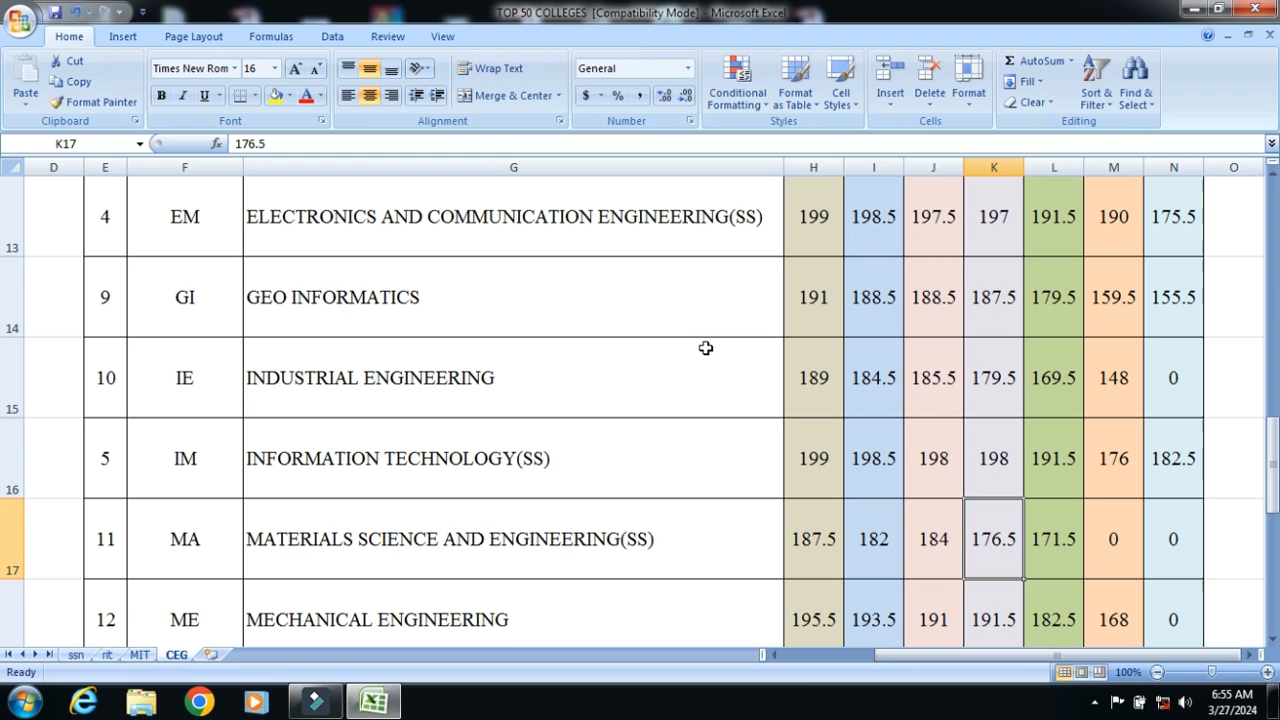 TOP 50 COLLEGES [Compatibility Mode] - Microsoft Excel
Home Insert Page Layout Formulas Data Review View
Cut
Copy
Format Painter
Paste
Clipboard
Times New Rom 16
Font
Wrap Text
Merge & Center
Alignment
General
Number
Conditional Formatting
Format as Table
Cell Styles
Styles
Insert Delete Format
Cells
AutoSum
Fill
Clear
Sort & Filter
Find & Select
Editing
K17 fx 176.5
D E F G H I J K L M N O
13 4 EM ELECTRONICS AND COMMUNICATION ENGINEERING(SS) 199 198.5 197.5 197 191.5 190 175.5
14 9 GI GEO INFORMATICS 191 188.5 188.5 187.5 179.5 159.5 155.5
15 10 IE INDUSTRIAL ENGINEERING 189 184.5 185.5 179.5 169.5 148 0
16 5 IM INFORMATION TECHNOLOGY(SS) 199 198.5 198 198 191.5 176 182.5
17 11 MA MATERIALS SCIENCE AND ENGINEERING(SS) 187.5 182 184 176.5 171.5 0 0
12 ME MECHANICAL ENGINEERING 195.5 193.5 191 191.5 182.5 168 0
ssn rit MIT CEG
Ready 100%
6:55 AM
3/27/2024